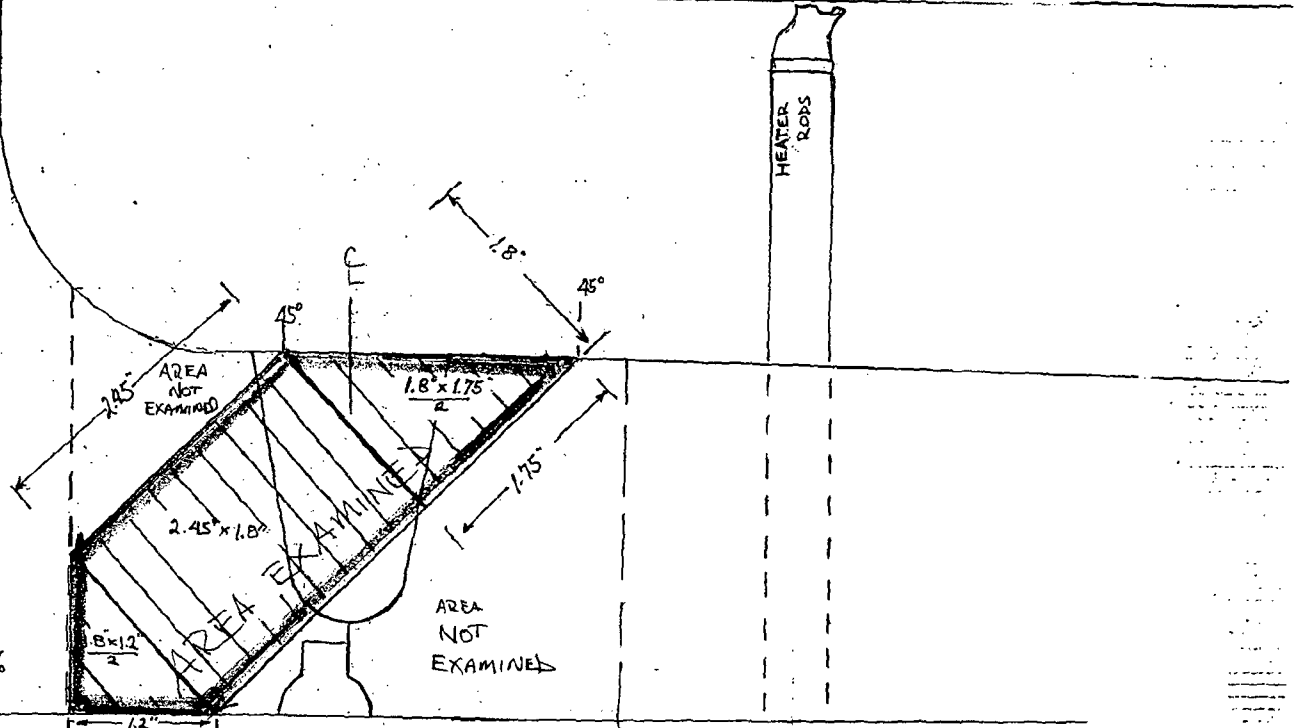 HEATER
RODS
1.8"
45°
℄
45°
2.45"
AREA
NOT
EXAMINED
1.8" x 1.75"
2
1.75"
2.45" x 1.8"
AREA EXAMINED
AREA
NOT
EXAMINED
.8" x 1.2"
2
%
1.2"